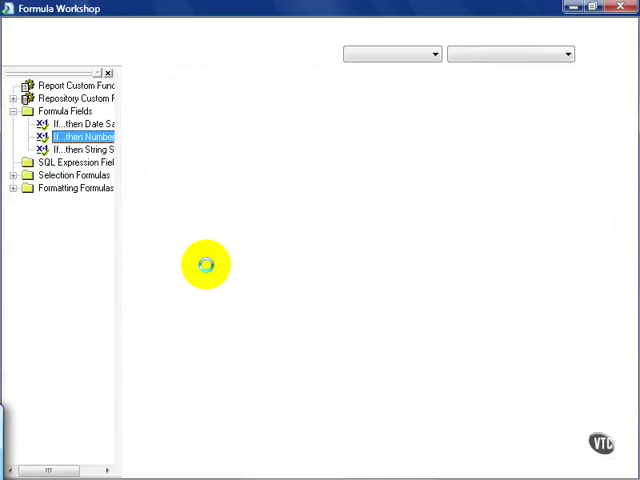 Formula Workshop
Report Custom Func
Repository Custom F
Formula Fields
If...then Date Sa
If...then Number
If...then String S
SQL Expression Fiel
Selection Formulas
Formatting Formulas
VTC